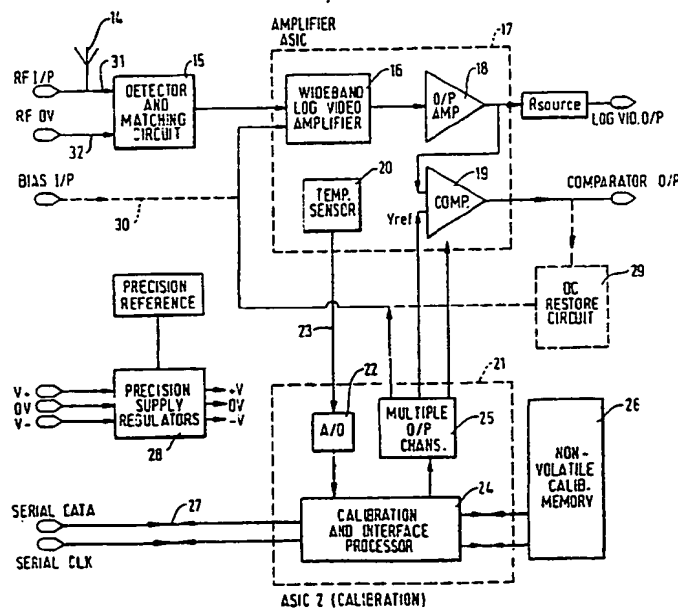 14
AMPLIFIER
ASIC
17
RF I/P
31
15
DETECTOR
AND
MATCHING
CIRCUIT
16
WIDEBAND
LOG VIDEO
AMPLIFIER
18
O/P
AMP
Rsource
LOG VID.O/P
RF 0V
32
BIAS I/P
30
20
TEMP.
SENSOR
19
COMP.
COMPARATOR O/P
Vref
PRECISION
REFERENCE
29
DC
RESTORE
CIRCUIT
23
21
V+
0V
V-
PRECISION
SUPPLY
REGULATORS
28
+V
0V
-V
22
A/D
MULTIPLE
O/P
CHANS.
25
26
NON-
VOLATILE
CALIB.
MEMORY
24
SERIAL DATA
27
CALIBRATION
AND INTERFACE
PROCESSOR
SERIAL CLK
ASIC 2 (CALIBRATION)